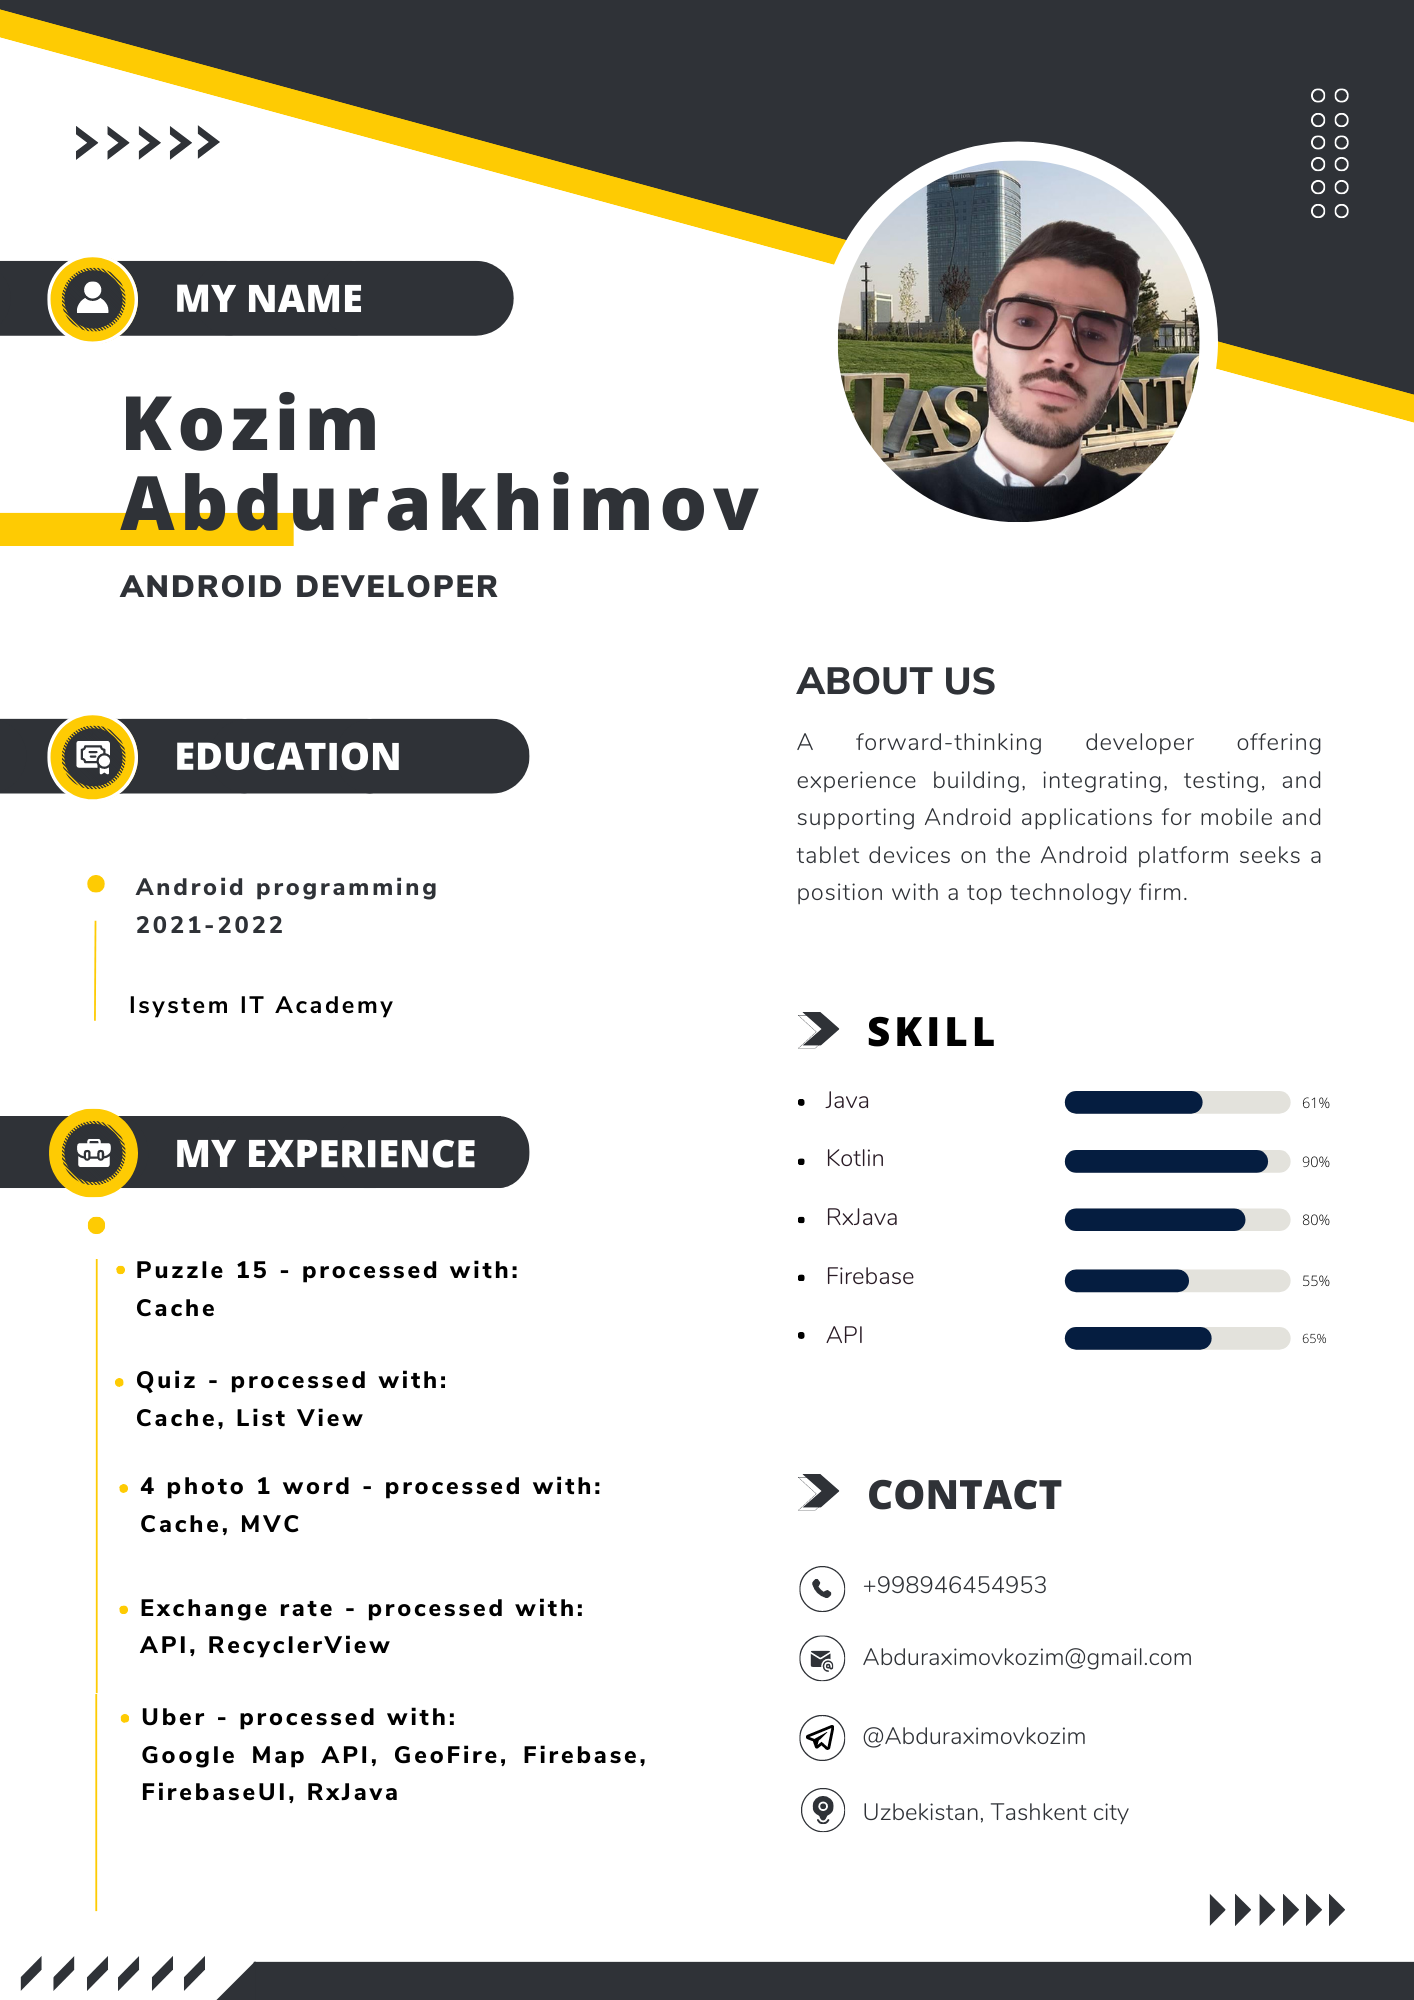 MY NAME
Kozim
Abdurakhimov
ANDROID DEVELOPER
EDUCATION
Android programming
2021-2022
Isystem IT Academy
MY EXPERIENCE
Puzzle 15 - processed with:
Cache
Quiz - processed with:
Cache, List View
4 photo 1 word - processed with:
Cache, MVC
Exchange rate - processed with:
API, RecyclerView
Uber - processed with:
Google Map API, GeoFire, Firebase,
FirebaseUI, RxJava
ABOUT US
A forward-thinking developer offering
experience building, integrating, testing, and
supporting Android applications for mobile and
tablet devices on the Android platform seeks a
position with a top technology firm.
SKILL
Java 61%
Kotlin 90%
RxJava 80%
Firebase 55%
API 65%
CONTACT
+998946454953
Abduraximovkozim@gmail.com
@Abduraximovkozim
Uzbekistan, Tashkent city